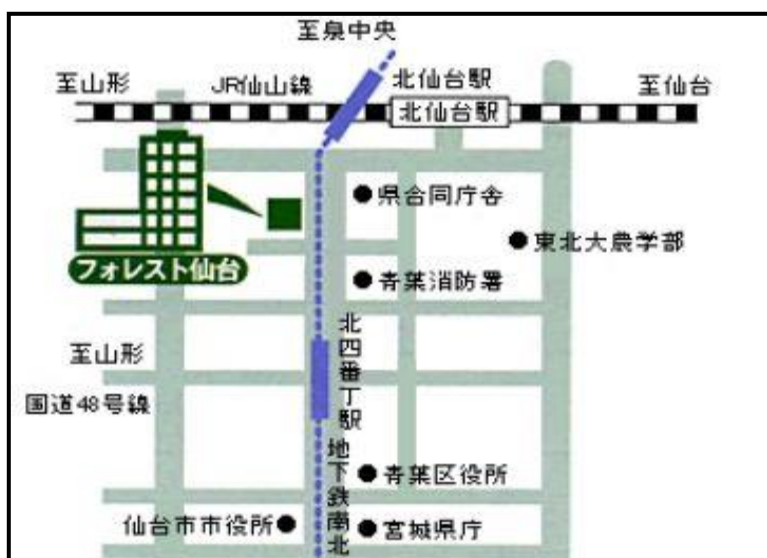 至泉中央
至山形
JR仙山線
北仙台駅
至仙台
北仙台駅
県合同庁舎
東北大農学部
フォレスト仙台
青葉消防署
北四番丁駅
至山形
国道48号線
地下鉄南北
青葉区役所
仙台市市役所
宮城県庁